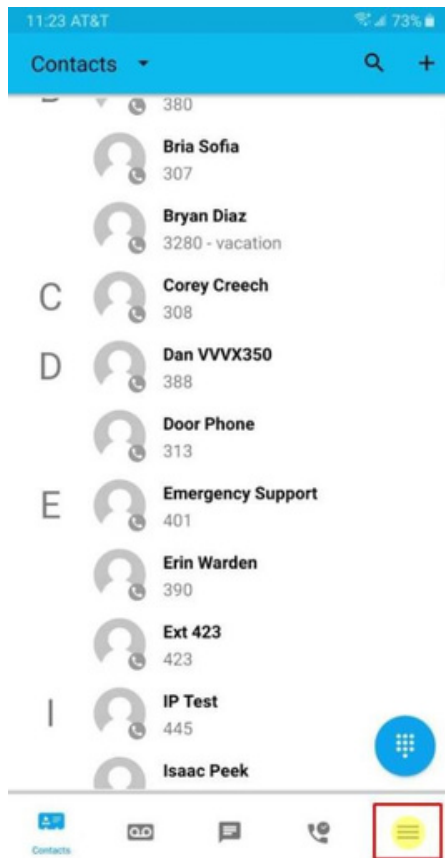 11:23 AT&T 73%
Contacts
380
Bria Sofia
307
Bryan Diaz
3280 - vacation
C
Corey Creech
308
D
Dan VVVX350
388
Door Phone
313
E
Emergency Support
401
Erin Warden
390
Ext 423
423
I
IP Test
445
Isaac Peek
Contacts